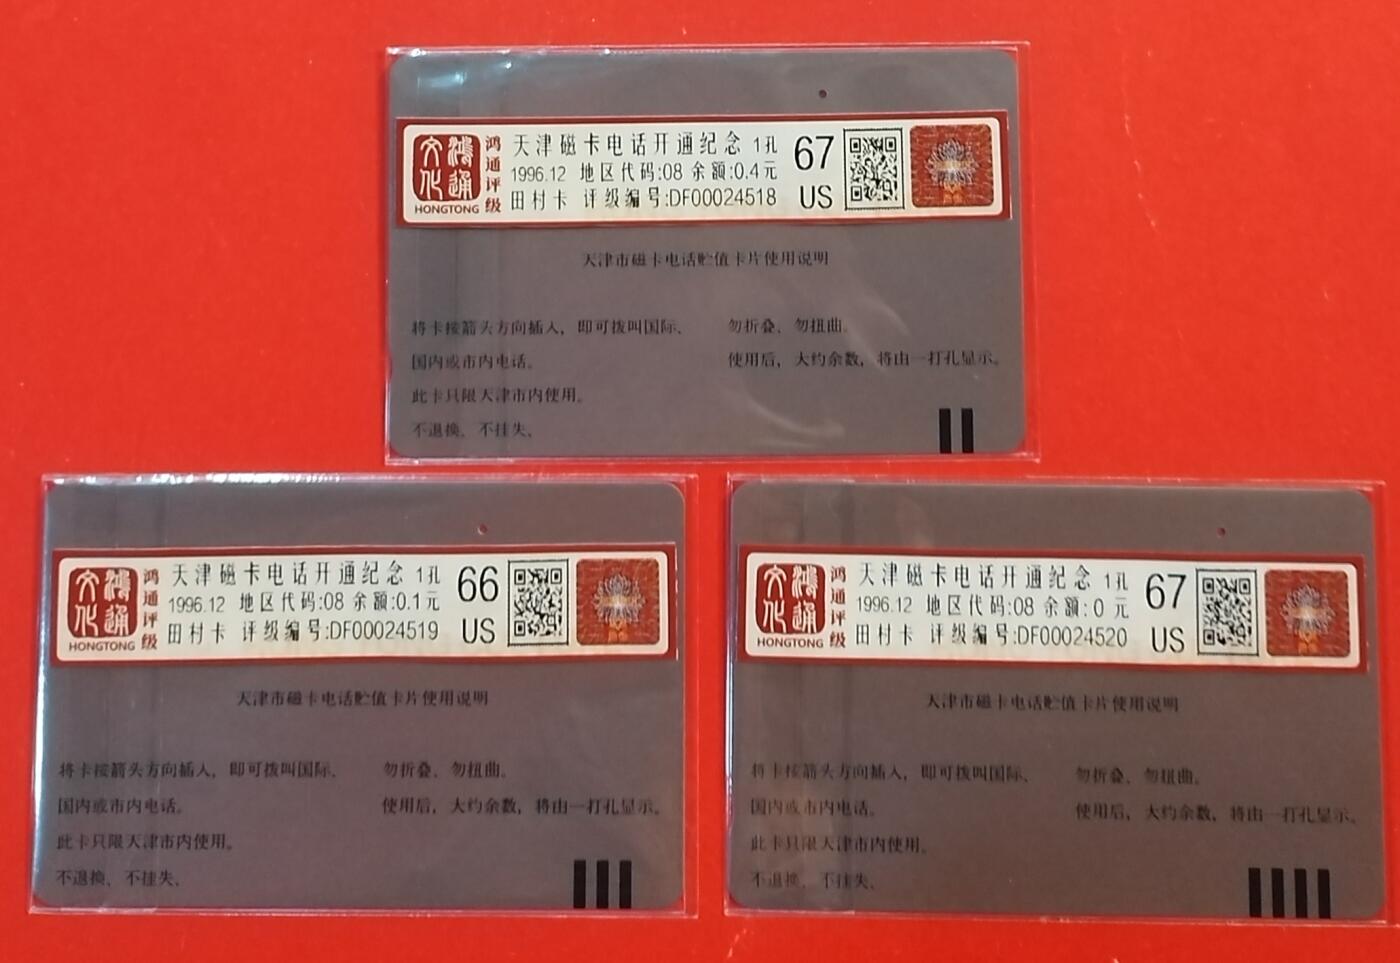 鸿通文化
HONGTONG
鸿通评级
天津磁卡电话开通纪念 1孔
1996.12 地区代码:08 余额:0.4元
田村卡 评级编号:DF00024518
67
US
天津市磁卡电话贮值卡片使用说明
将卡按箭头方向插入，即可拨叫国际、
国内或市内电话。
此卡只限天津市内使用。
不退换、不挂失、
勿折叠、勿扭曲。
使用后，大约余数，将由一打孔显示。
鸿通文化
HONGTONG
鸿通评级
天津磁卡电话开通纪念 1孔
1996.12 地区代码:08 余额:0.1元
田村卡 评级编号:DF00024519
66
US
天津市磁卡电话贮值卡片使用说明
将卡按箭头方向插入，即可拨叫国际、
国内或市内电话。
此卡只限天津市内使用。
不退换、不挂失、
勿折叠、勿扭曲。
使用后，大约余数，将由一打孔显示。
鸿通文化
HONGTONG
鸿通评级
天津磁卡电话开通纪念 1孔
1996.12 地区代码:08 余额:0 元
田村卡 评级编号:DF00024520
67
US
天津市磁卡电话贮值卡片使用说明
将卡按箭头方向插入，即可拨叫国际、
国内或市内电话。
此卡只限天津市内使用。
不退换、不挂失、
勿折叠、勿扭曲。
使用后，大约余数，将由一打孔显示。